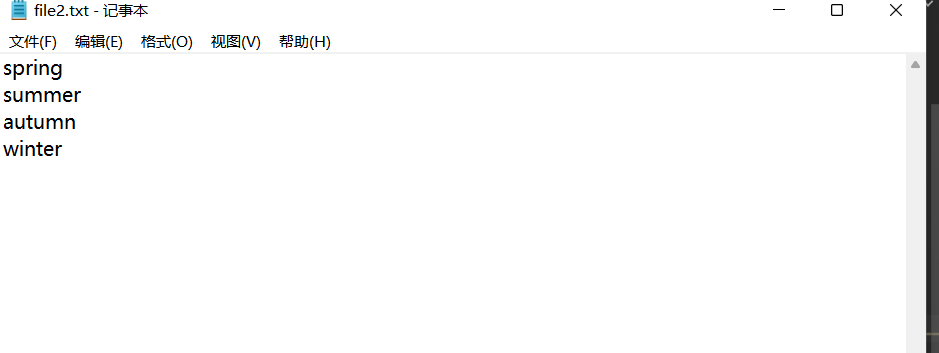 file2.txt - 记事本
文件(F) 编辑(E) 格式(O) 视图(V) 帮助(H)
spring
summer
autumn
winter